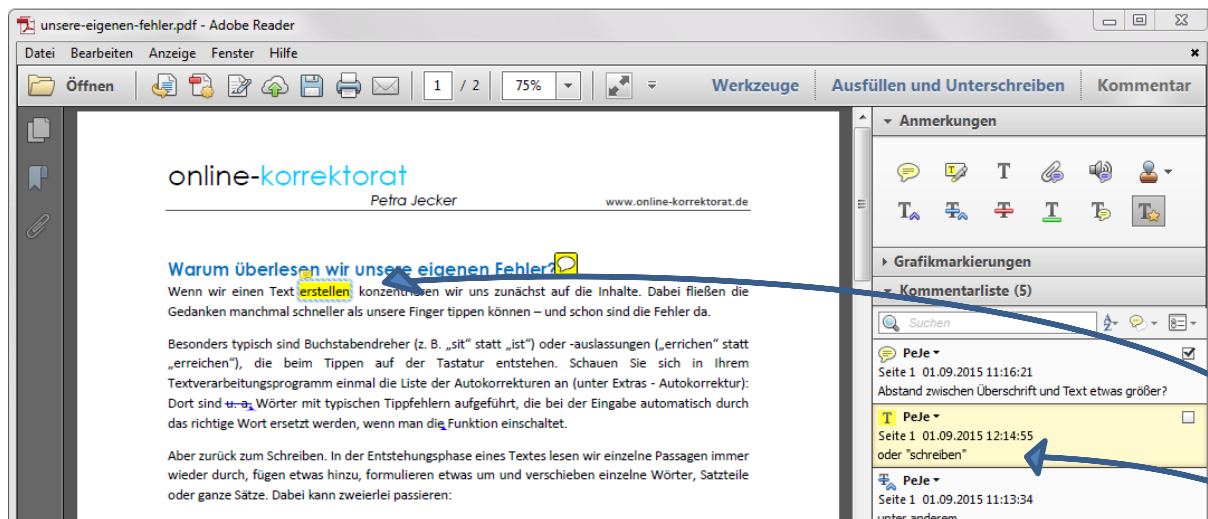 unsere-eigenen-fehler.pdf - Adobe Reader
Datei Bearbeiten Anzeige Fenster Hilfe
Öffnen 1 / 2 75% Werkzeuge Ausfüllen und Unterschreiben Kommentar
online-korrektorat
Petra Jecker www.online-korrektorat.de
Warum überlesen wir unsere eigenen Fehler?
Wenn wir einen Text erstellen, konzentrieren wir uns zunächst auf die Inhalte. Dabei fließen die
Gedanken manchmal schneller als unsere Finger tippen können – und schon sind die Fehler da.
Besonders typisch sind Buchstabendreher (z. B. „sit“ statt „ist“) oder -auslassungen („errichen“ statt
„erreichen“), die beim Tippen auf der Tastatur entstehen. Schauen Sie sich in Ihrem
Textverarbeitungsprogramm einmal die Liste der Autokorrekturen an (unter Extras - Autokorrektur):
Dort sind u. a. Wörter mit typischen Tippfehlern aufgeführt, die bei der Eingabe automatisch durch
das richtige Wort ersetzt werden, wenn man die Funktion einschaltet.
Aber zurück zum Schreiben. In der Entstehungsphase eines Textes lesen wir einzelne Passagen immer
wieder durch, fügen etwas hinzu, formulieren etwas um und verschieben einzelne Wörter, Satzteile
oder ganze Sätze. Dabei kann zweierlei passieren:
Anmerkungen
Grafikmarkierungen
Kommentarliste (5)
Suchen
PeJe
Seite 1 01.09.2015 11:16:21
Abstand zwischen Überschrift und Text etwas größer?
PeJe
Seite 1 01.09.2015 12:14:55
oder "schreiben"
PeJe
Seite 1 01.09.2015 11:13:34
unter anderem